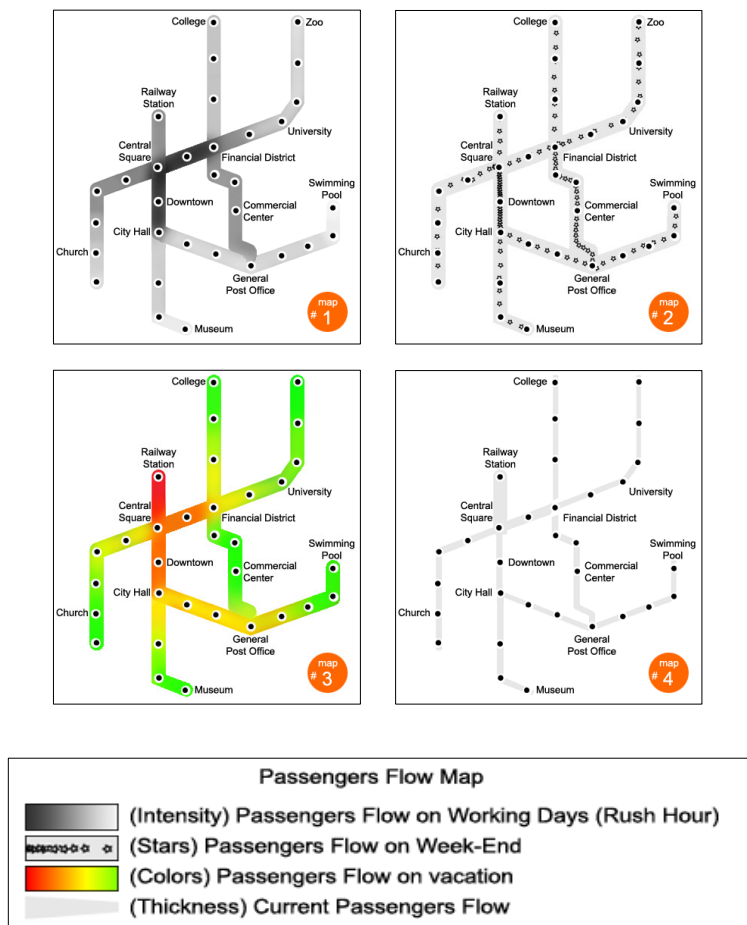 College
Zoo
Railway
Station
Central
Square
University
Financial District
Swimming
Pool
Downtown
Commercial
Center
City Hall
Church
General
Post Office
Museum
map
# 1
College
Zoo
Railway
Station
Central
Square
University
Financial District
Swimming
Pool
Downtown
Commercial
Center
City Hall
Church
General
Post Office
Museum
map
# 2
College
Railway
Station
Central
Square
University
Financial District
Swimming
Pool
Downtown
Commercial
Center
City Hall
Church
General
Post Office
Museum
map
# 3
College
Railway
Station
Central
Square
University
Financial District
Swimming
Pool
Downtown
Commercial
Center
City Hall
Church
General
Post Office
Museum
map
# 4
Passengers Flow Map
(Intensity) Passengers Flow on Working Days (Rush Hour)
(Stars) Passengers Flow on Week-End
(Colors) Passengers Flow on vacation
(Thickness) Current Passengers Flow